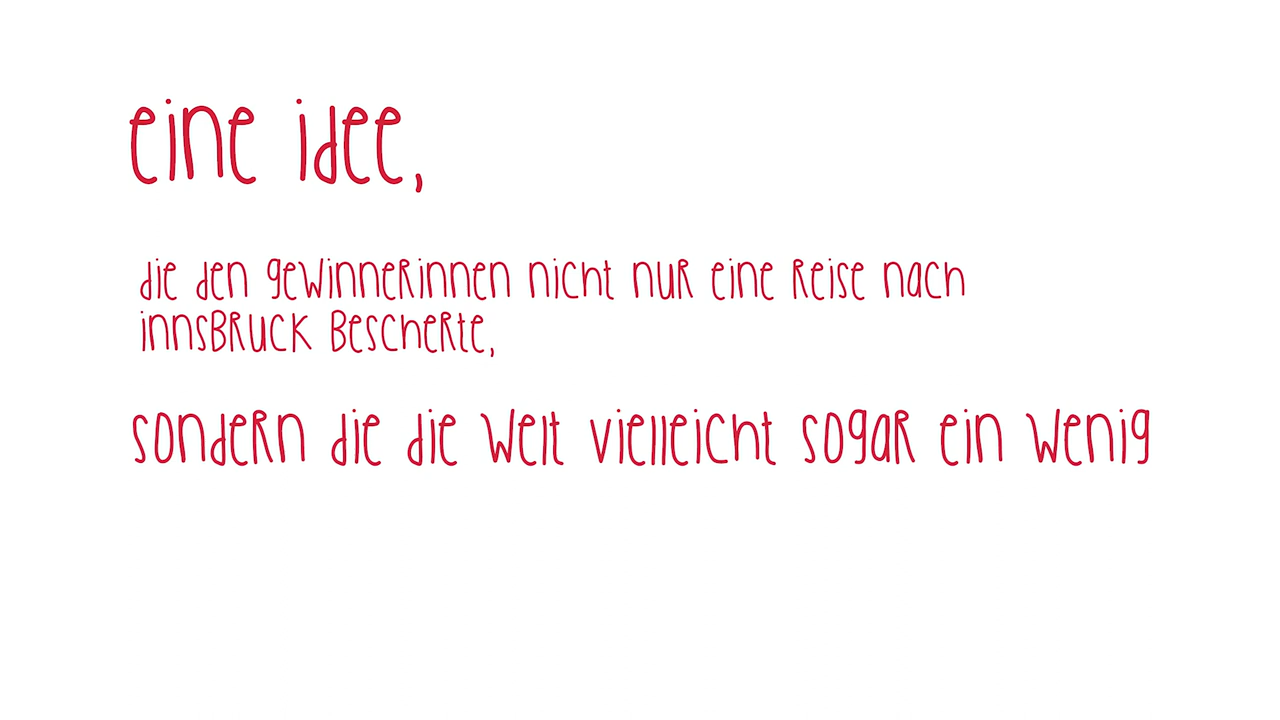 eine idee,
die den gewinnerinnen nicht nur eine reise nach
innsbruck bescherte,
sondern die die welt vielleicht sogar ein wenig